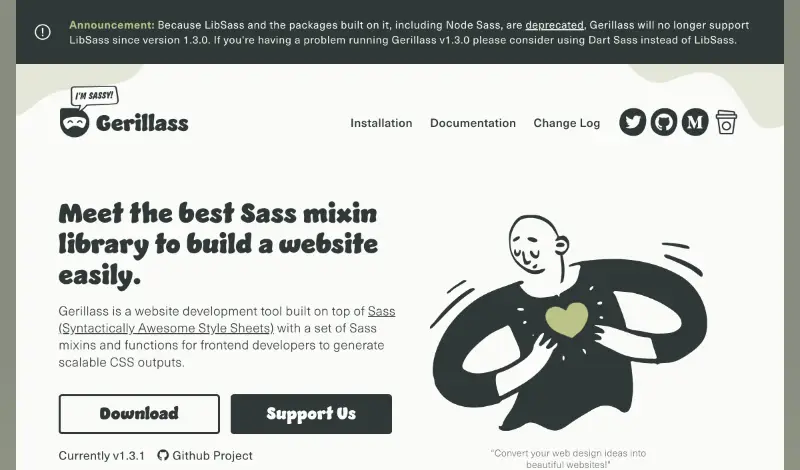 Announcement: Because LibSass and the packages built on it, including Node Sass, are deprecated, Gerillass will no longer support
LibSass since version 1.3.0. If you're having a problem running Gerillass v1.3.0 please consider using Dart Sass instead of LibSass.
I'M SASSY!
Gerillass
Installation Documentation Change Log
M
Meet the best Sass mixin
library to build a website
easily.
Gerillass is a website development tool built on top of Sass
(Syntactically Awesome Style Sheets) with a set of Sass
mixins and functions for frontend developers to generate
scalable CSS outputs.
Download Support Us
Currently v1.3.1 Github Project
"Convert your web design ideas into
beautiful websites!"